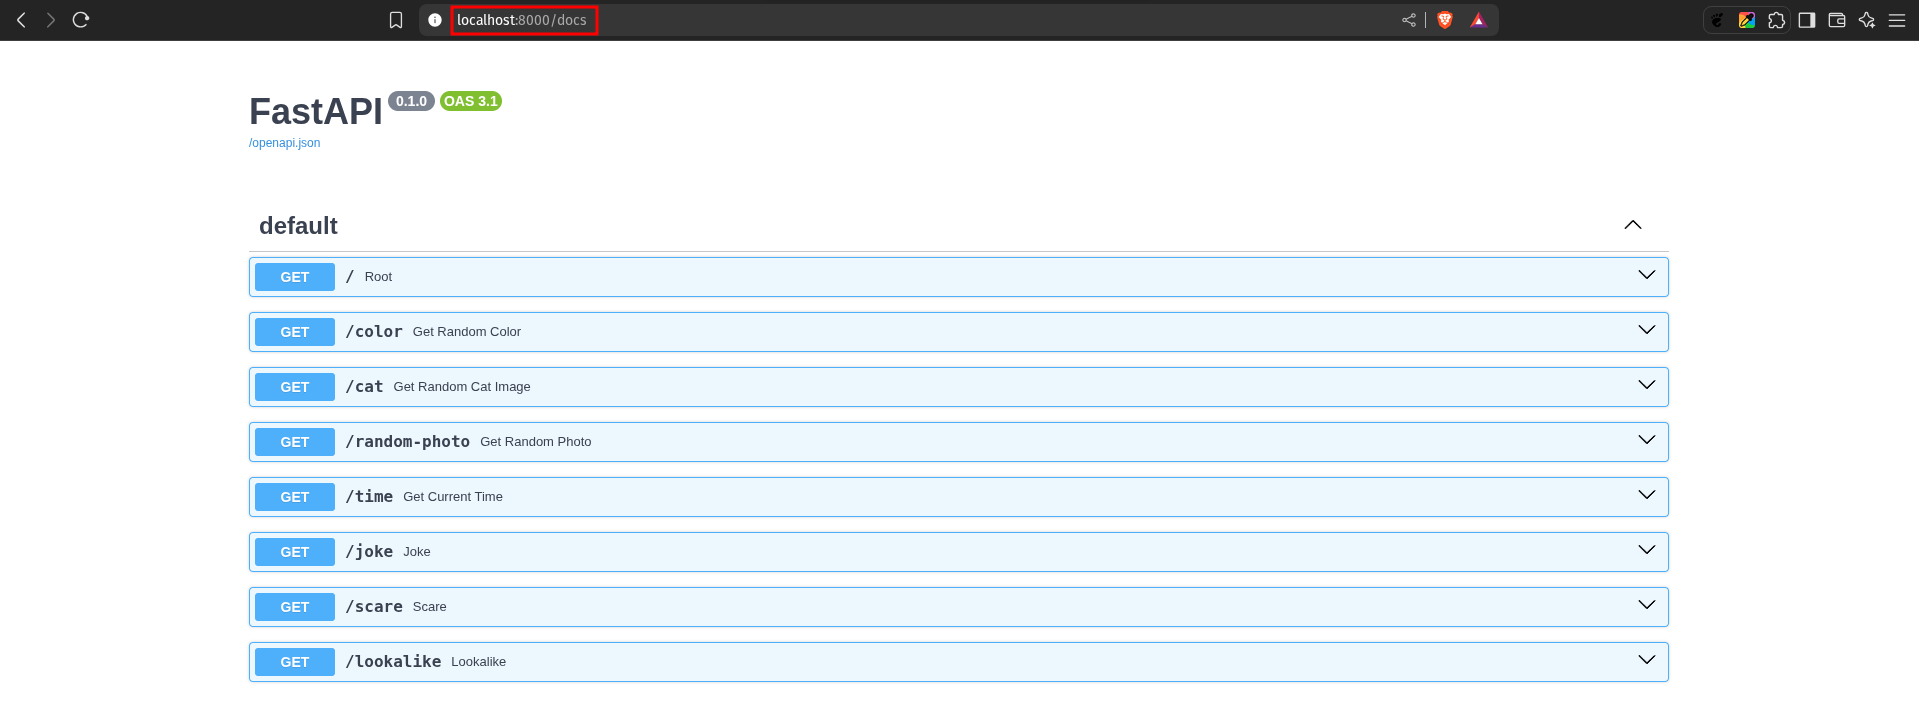 localhost:8000/docs
FastAPI 0.1.0 OAS 3.1
/openapi.json
default
GET / Root
GET /color Get Random Color
GET /cat Get Random Cat Image
GET /random-photo Get Random Photo
GET /time Get Current Time
GET /joke Joke
GET /scare Scare
GET /lookalike Lookalike